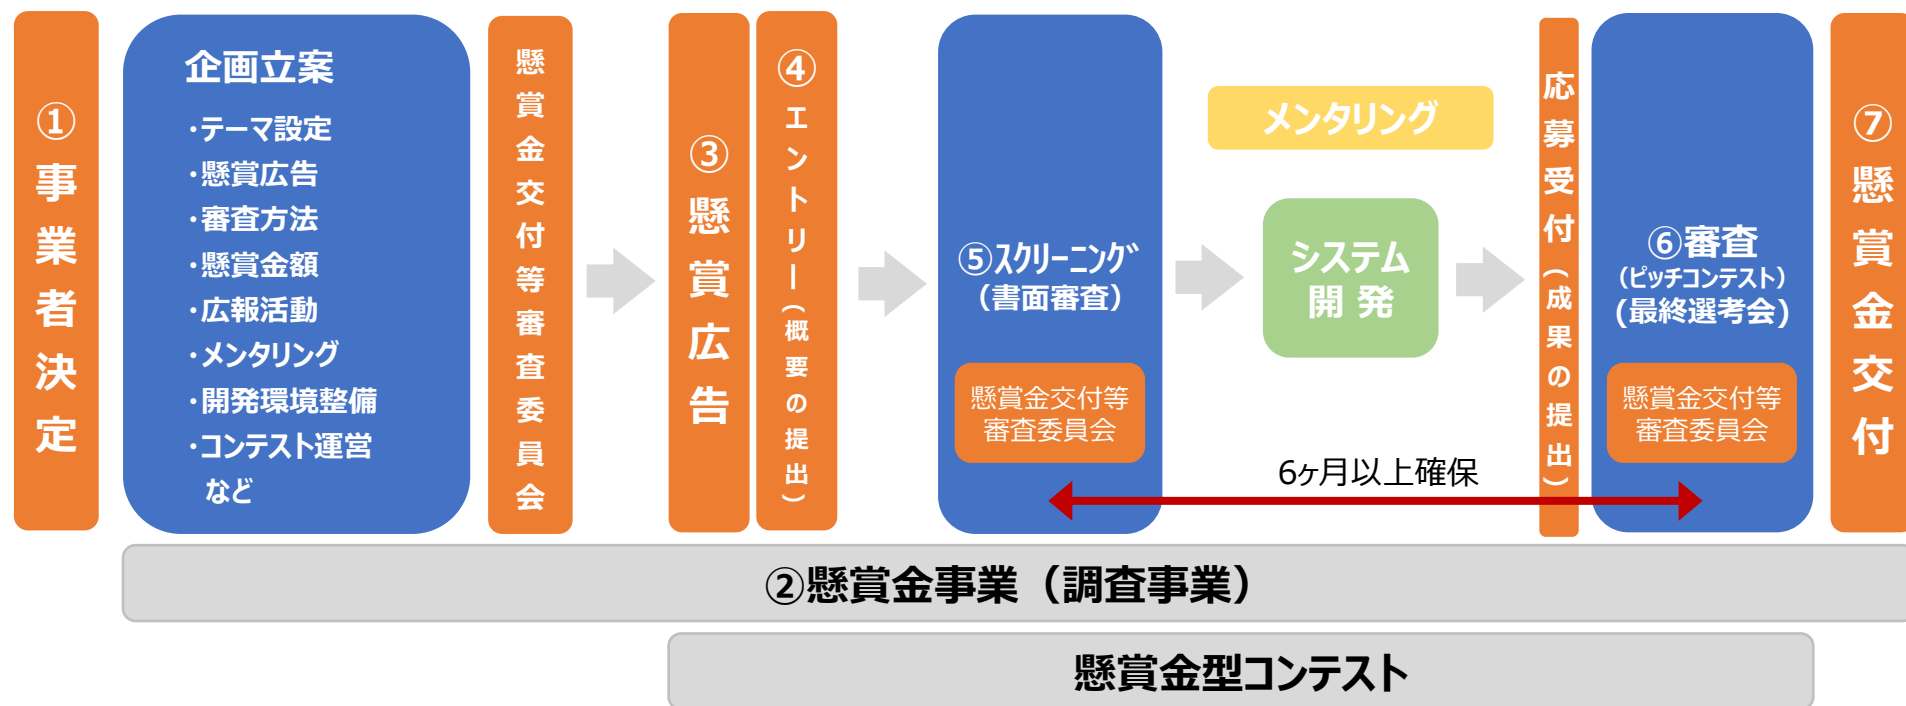 ①事業者決定
企画立案
・テーマ設定
・懸賞広告
・審査方法
・懸賞金額
・広報活動
・メンタリング
・開発環境整備
・コンテスト運営
など
懸賞金交付等審査委員会
③懸賞広告
④エントリー(概要の提出)
⑤スクリーニング
（書面審査）
懸賞金交付等
審査委員会
メンタリング
システム
開 発
6ヶ月以上確保
応募受付(成果の提出)
⑥審査
（ピッチコンテスト）
(最終選考会)
懸賞金交付等
審査委員会
⑦懸賞金交付
②懸賞金事業（調査事業）
懸賞金型コンテスト